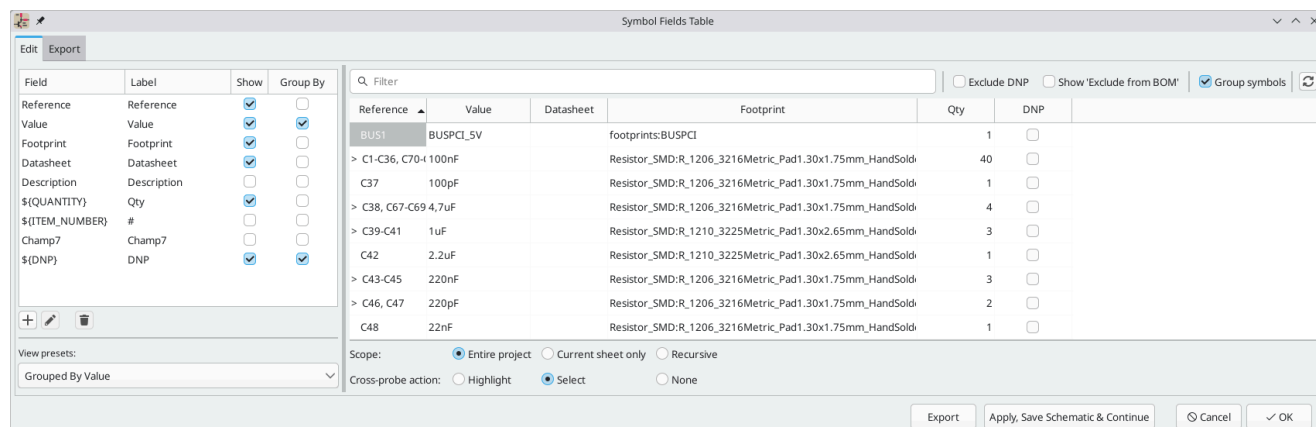 Symbol Fields Table
Edit Export
Field Label Show Group By
Reference Reference
Value Value
Footprint Footprint
Datasheet Datasheet
Description Description
${QUANTITY} Qty
${ITEM_NUMBER} #
Champ7 Champ7
${DNP} DNP
View presets:
Grouped By Value
Filter Exclude DNP Show 'Exclude from BOM' Group symbols
Reference Value Datasheet Footprint Qty DNP
BUS1 BUSPCI_5V footprints:BUSPCI 1
> C1-C36, C70- 100nF Resistor_SMD:R_1206_3216Metric_Pad1.30x1.75mm_HandSold 40
C37 100pF Resistor_SMD:R_1206_3216Metric_Pad1.30x1.75mm_HandSold 1
> C38, C67-C69 4,7uF Resistor_SMD:R_1206_3216Metric_Pad1.30x1.75mm_HandSold 4
> C39-C41 1uF Resistor_SMD:R_1210_3225Metric_Pad1.30x2.65mm_HandSold 3
C42 2.2uF Resistor_SMD:R_1210_3225Metric_Pad1.30x2.65mm_HandSold 1
> C43-C45 220nF Resistor_SMD:R_1206_3216Metric_Pad1.30x1.75mm_HandSold 3
> C46, C47 220pF Resistor_SMD:R_1206_3216Metric_Pad1.30x1.75mm_HandSold 2
C48 22nF Resistor_SMD:R_1206_3216Metric_Pad1.30x1.75mm_HandSold 1
Scope: Entire project Current sheet only Recursive
Cross-probe action: Highlight Select None
Export Apply, Save Schematic & Continue Cancel OK